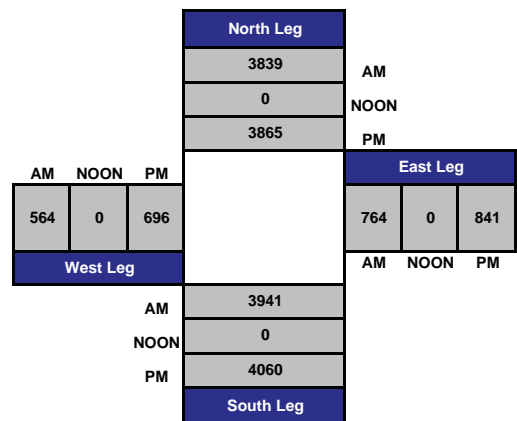 North Leg
3839
AM
0
NOON
3865
PM
AM NOON PM
East Leg
564 0 696
764 0 841
West Leg
AM NOON PM
AM
3941
NOON
0
PM
4060
South Leg